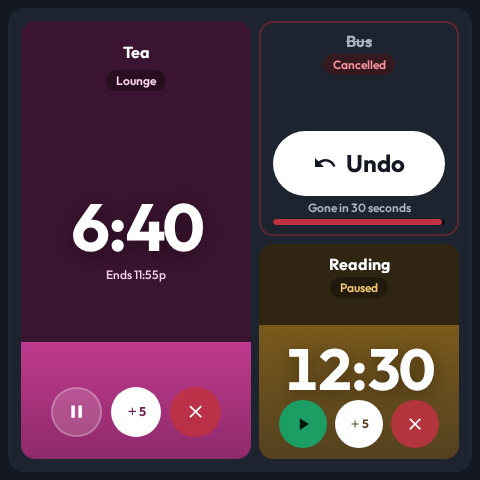 Tea
Lounge
6:40
Ends 11:55p
+5
Bus
Cancelled
Undo
Gone in 30 seconds
Reading
Paused
12:30
+5